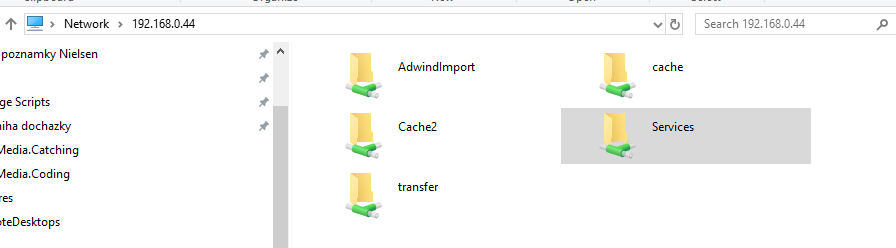 Network > 192.168.0.44
Search 192.168.0.44
poznamky Nielsen
ge Scripts
niha dochazky
Media.Catching
Media.Coding
res
oteDesktops
AdwindImport
cache
Cache2
Services
transfer